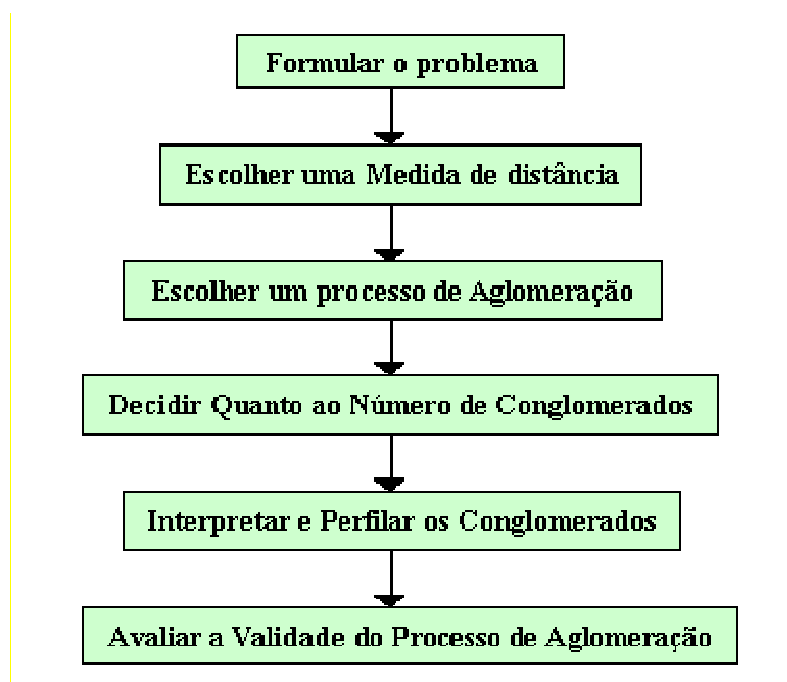 Formular o problema
Escolher uma Medida de distância
Escolher um processo de Aglomeração
Decidir Quanto ao Número de Conglomerados
Interpretar e Perfilar os Conglomerados
Avaliar a Validade do Processo de Aglomeração